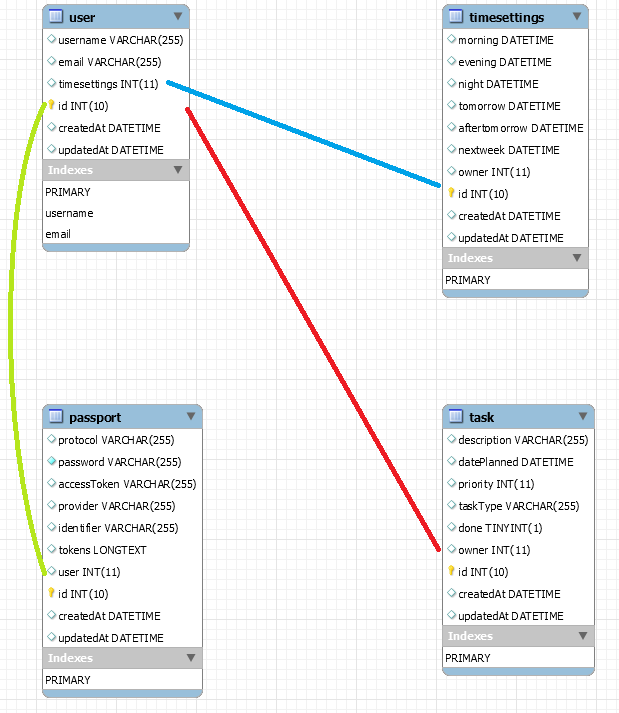 user
username VARCHAR(255)
email VARCHAR(255)
timesettings INT(11)
id INT(10)
createdAt DATETIME
updatedAt DATETIME
Indexes
PRIMARY
username
email
timesettings
morning DATETIME
evening DATETIME
night DATETIME
tomorrow DATETIME
aftertomorrow DATETIME
nextweek DATETIME
owner INT(11)
id INT(10)
createdAt DATETIME
updatedAt DATETIME
Indexes
PRIMARY
passport
protocol VARCHAR(255)
password VARCHAR(255)
accessToken VARCHAR(255)
provider VARCHAR(255)
identifier VARCHAR(255)
tokens LONGTEXT
user INT(11)
id INT(10)
createdAt DATETIME
updatedAt DATETIME
Indexes
PRIMARY
task
description VARCHAR(255)
datePlanned DATETIME
priority INT(11)
taskType VARCHAR(255)
done TINYINT(1)
owner INT(11)
id INT(10)
createdAt DATETIME
updatedAt DATETIME
Indexes
PRIMARY